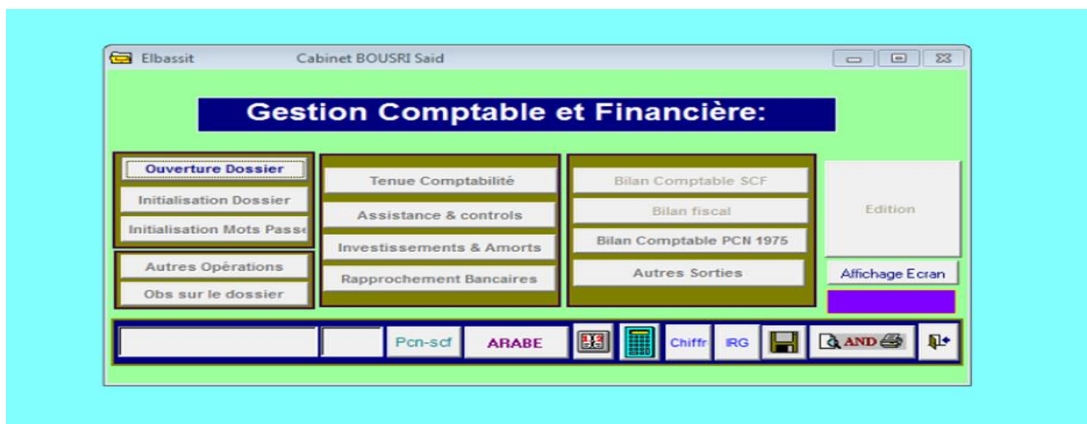 Elbassit Cabinet BOUSRI Said
Gestion Comptable et Financière:
Ouverture Dossier
Initialisation Dossier
Initialisation Mots Passe
Autres Opèrations
Obs sur le dossier
Tenue Comptabilité
Assistance & controls
Investissements & Amorts
Rapprochement Bancaires
Bilan Comptable SCF
Bilan fiscal
Bilan Comptable PCN 1975
Autres Sorties
Edition
Affichage Ecran
Pcn-scf ARABE Chiffr IRG AND